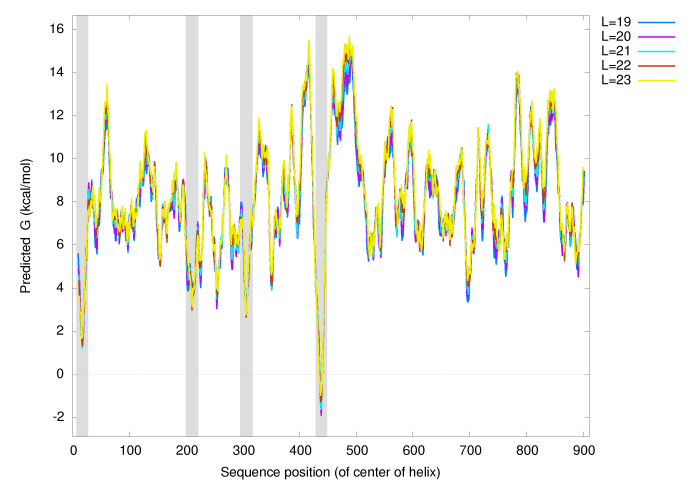 L=19
L=20
L=21
L=22
L=23
16
14
12
10
8
6
4
2
0
-2
Predicted G (kcal/mol)
0 100 200 300 400 500 600 700 800 900
Sequence position (of center of helix)